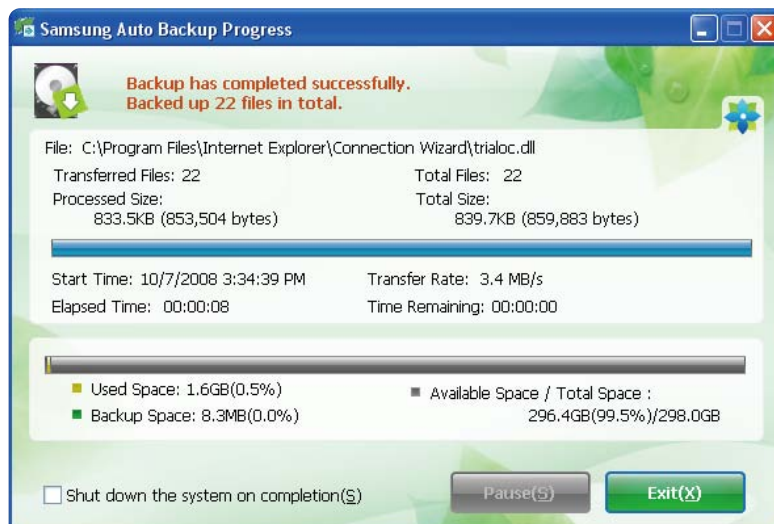 Samsung Auto Backup Progress
Backup has completed successfully.
Backed up 22 files in total.
File: C:\Program Files\Internet Explorer\Connection Wizard\trialoc.dll
Transferred Files: 22
Total Files: 22
Processed Size:
833.5KB (853,504 bytes)
Total Size:
839.7KB (859,883 bytes)
Start Time: 10/7/2008 3:34:39 PM
Transfer Rate: 3.4 MB/s
Elapsed Time: 00:00:08
Time Remaining: 00:00:00
Used Space: 1.6GB(0.5%)
Backup Space: 8.3MB(0.0%)
Available Space / Total Space :
296.4GB(99.5%)/298.0GB
Shut down the system on completion(S)
Pause(S)
Exit(X)